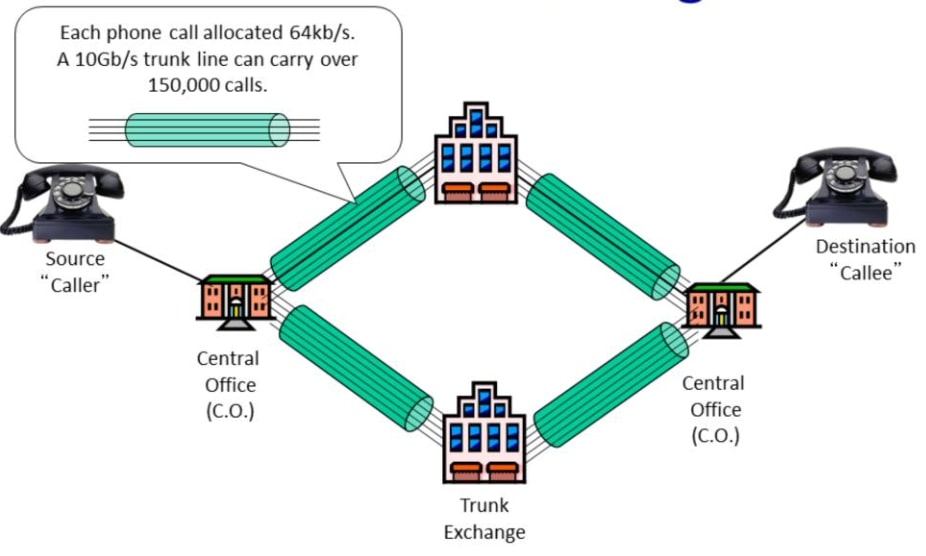 Each phone call allocated 64kb/s.
A 10Gb/s trunk line can carry over
150,000 calls.
Source
“Caller”
Destination
“Callee”
Central
Office
(C.O.)
Central
Office
(C.O.)
Trunk
Exchange